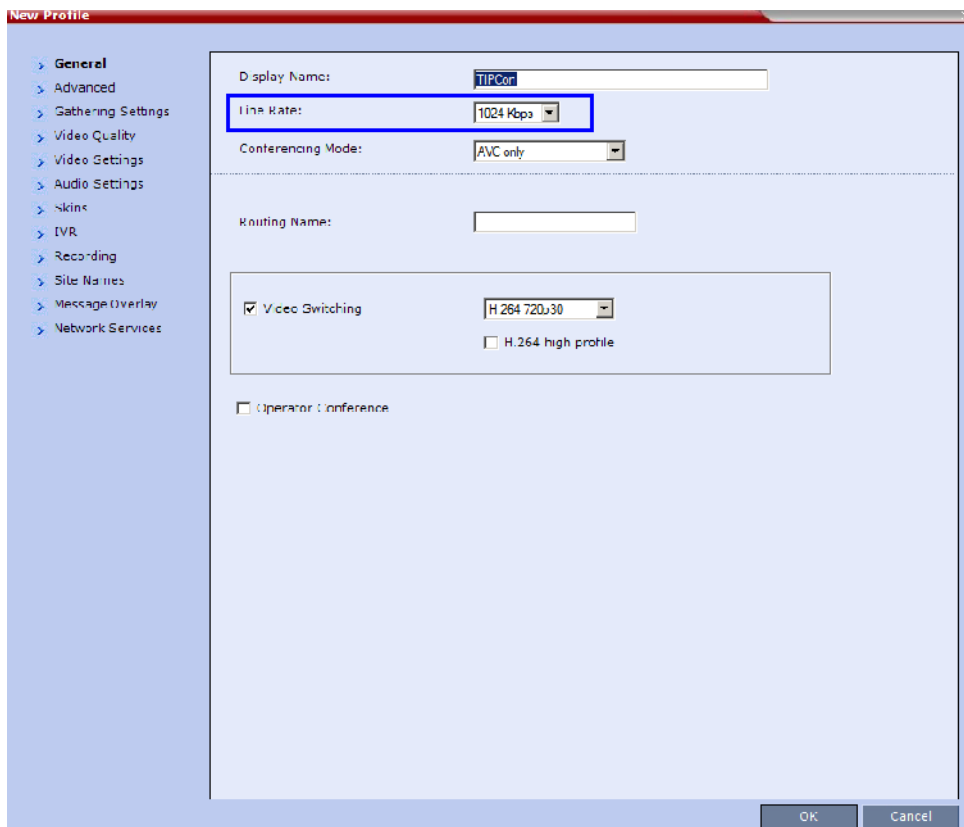 New Profile
General
Advanced
Gathering Settings
Video Quality
Video Settings
Audio Settings
Skins
IVR
Recording
Site Names
Message Overlay
Network Services
Display Name: TIPCon
Line Rate: 1024 Kbps
Conferencing Mode: AVC only
Routing Name:
Video Switching H.264 720p30
H.264 high profile
Operator Conference
OK Cancel